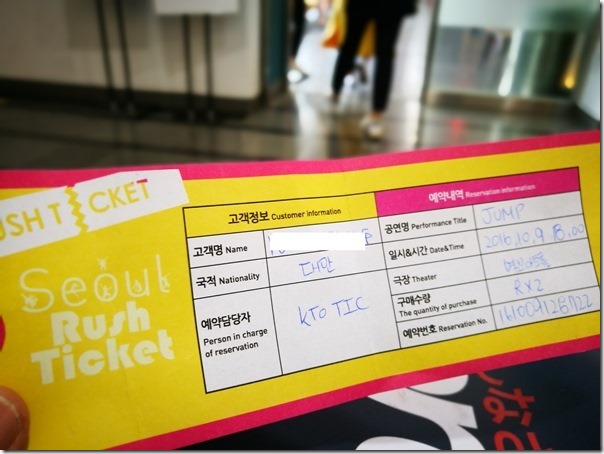 USH TICKET
Seoul
Rush
Ticket
고객정보 Customer information
고객명 Name
국적 Nationality 대만
예약담당자
Person in charge
of reservation
KTO TIC
예약내역 Reservation information
공연명 Performance Title JUMP
일시&시간 Date&Time 2016.10.9 18:00
극장 Theater
구매수량
The quantity of purchase
R×2
예약번호 Reservation No.